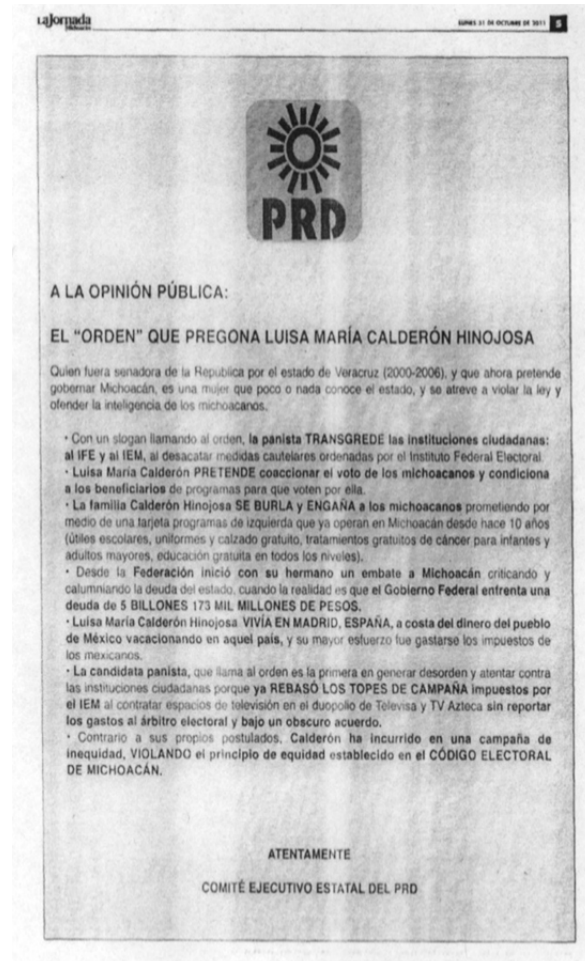 LaJornada
Michoacán
LUNES 31 DE OCTUBRE DE 2011 5
PRD
A LA OPINIÓN PÚBLICA:
EL “ORDEN” QUE PREGONA LUISA MARÍA CALDERÓN HINOJOSA
Quien fuera senadora de la República por el estado de Veracruz (2000-2006), y que ahora pretende
gobernar Michoacán, es una mujer que poco o nada conoce el estado, y se atreve a violar la ley y
ofender la inteligencia de los michoacanos.
· Con un slogan llamando al orden, la panista TRANSGREDE las instituciones ciudadanas:
al IFE y al IEM, al desacatar medidas cautelares ordenadas por el Instituto Federal Electoral.
· Luisa María Calderón PRETENDE coaccionar el voto de los michoacanos y condiciona
a los beneficiarios de programas para que voten por ella.
· La familia Calderón Hinojosa SE BURLA y ENGAÑA a los michoacanos prometiendo por
medio de una tarjeta programas de izquierda que ya operan en Michoacán desde hace 10 años
(útiles escolares, uniformes y calzado gratuito, tratamientos gratuitos de cáncer para infantes y
adultos mayores, educación gratuita en todos los niveles).
· Desde la Federación inició con su hermano un embate a Michoacán criticando y
calumniando la deuda del estado, cuando la realidad es que el Gobierno Federal enfrenta una
deuda de 5 BILLONES 173 MIL MILLONES DE PESOS.
· Luisa María Calderón Hinojosa VIVÍA EN MADRID, ESPAÑA, a costa del dinero del pueblo
de México vacacionando en aquel país, y su mayor esfuerzo fue gastarse los impuestos de
los mexicanos.
· La candidata panista, que llama al orden es la primera en generar desorden y atentar contra
las instituciones ciudadanas porque ya REBASÓ LOS TOPES DE CAMPAÑA impuestos por
el IEM al contratar espacios de televisión en el duopolio de Televisa y TV Azteca sin reportar
los gastos al árbitro electoral y bajo un obscuro acuerdo.
· Contrario a sus propios postulados, Calderón ha incurrido en una campaña de
inequidad, VIOLANDO el principio de equidad establecido en el CÓDIGO ELECTORAL
DE MICHOACÁN.
ATENTAMENTE
COMITÉ EJECUTIVO ESTATAL DEL PRD